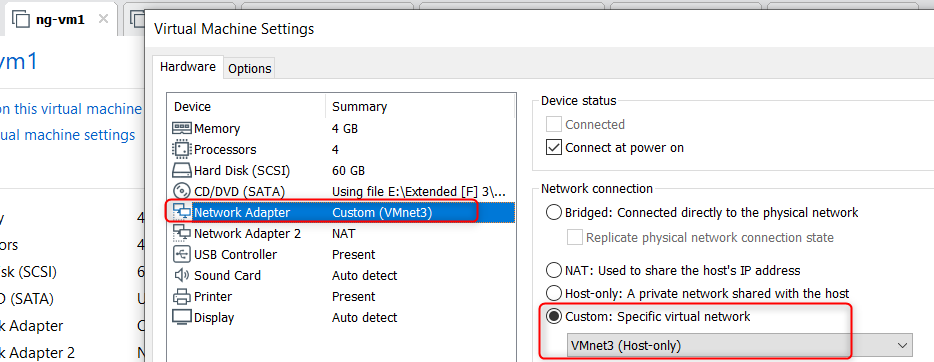 ng-vm1
Virtual Machine Settings
vm1
Hardware
Options
on this virtual machine
tual machine settings
Device
Summary
Memory
4 GB
Processors
4
Hard Disk (SCSI)
60 GB
CD/DVD (SATA)
Using file E:\Extended [F] 3\...
Network Adapter
Custom (VMnet3)
Network Adapter 2
NAT
USB Controller
Present
Sound Card
Auto detect
Printer
Present
Display
Auto detect
Device status
Connected
Connect at power on
Network connection
Bridged: Connected directly to the physical network
Replicate physical network connection state
NAT: Used to share the host's IP address
Host-only: A private network shared with the host
Custom: Specific virtual network
VMnet3 (Host-only)
y
4
ors
4
sk (SCSI)
6
D (SATA)
U
rk Adapter
C
rk Adapter 2
N